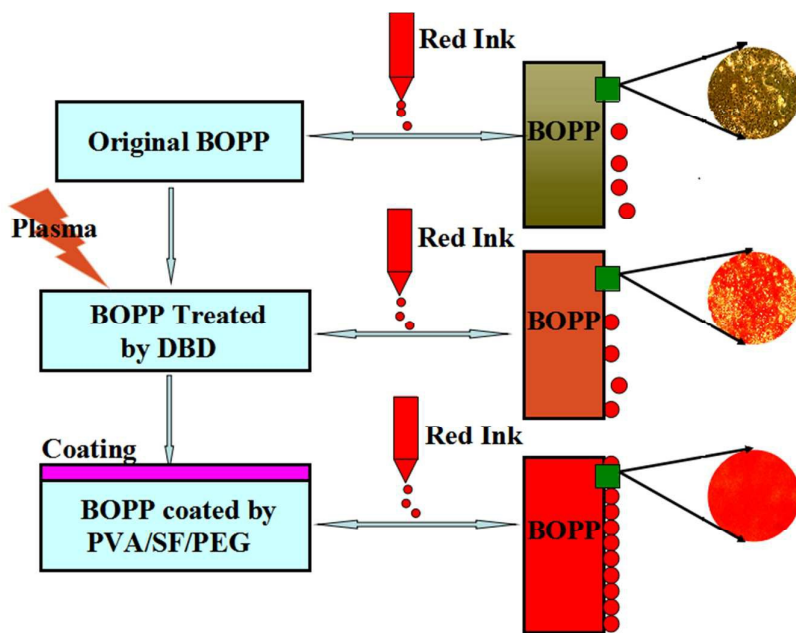 Red Ink
Original BOPP
BOPP
Plasma
Red Ink
BOPP Treated
by DBD
BOPP
Coating
Red Ink
BOPP coated by
PVA/SF/PEG
BOPP